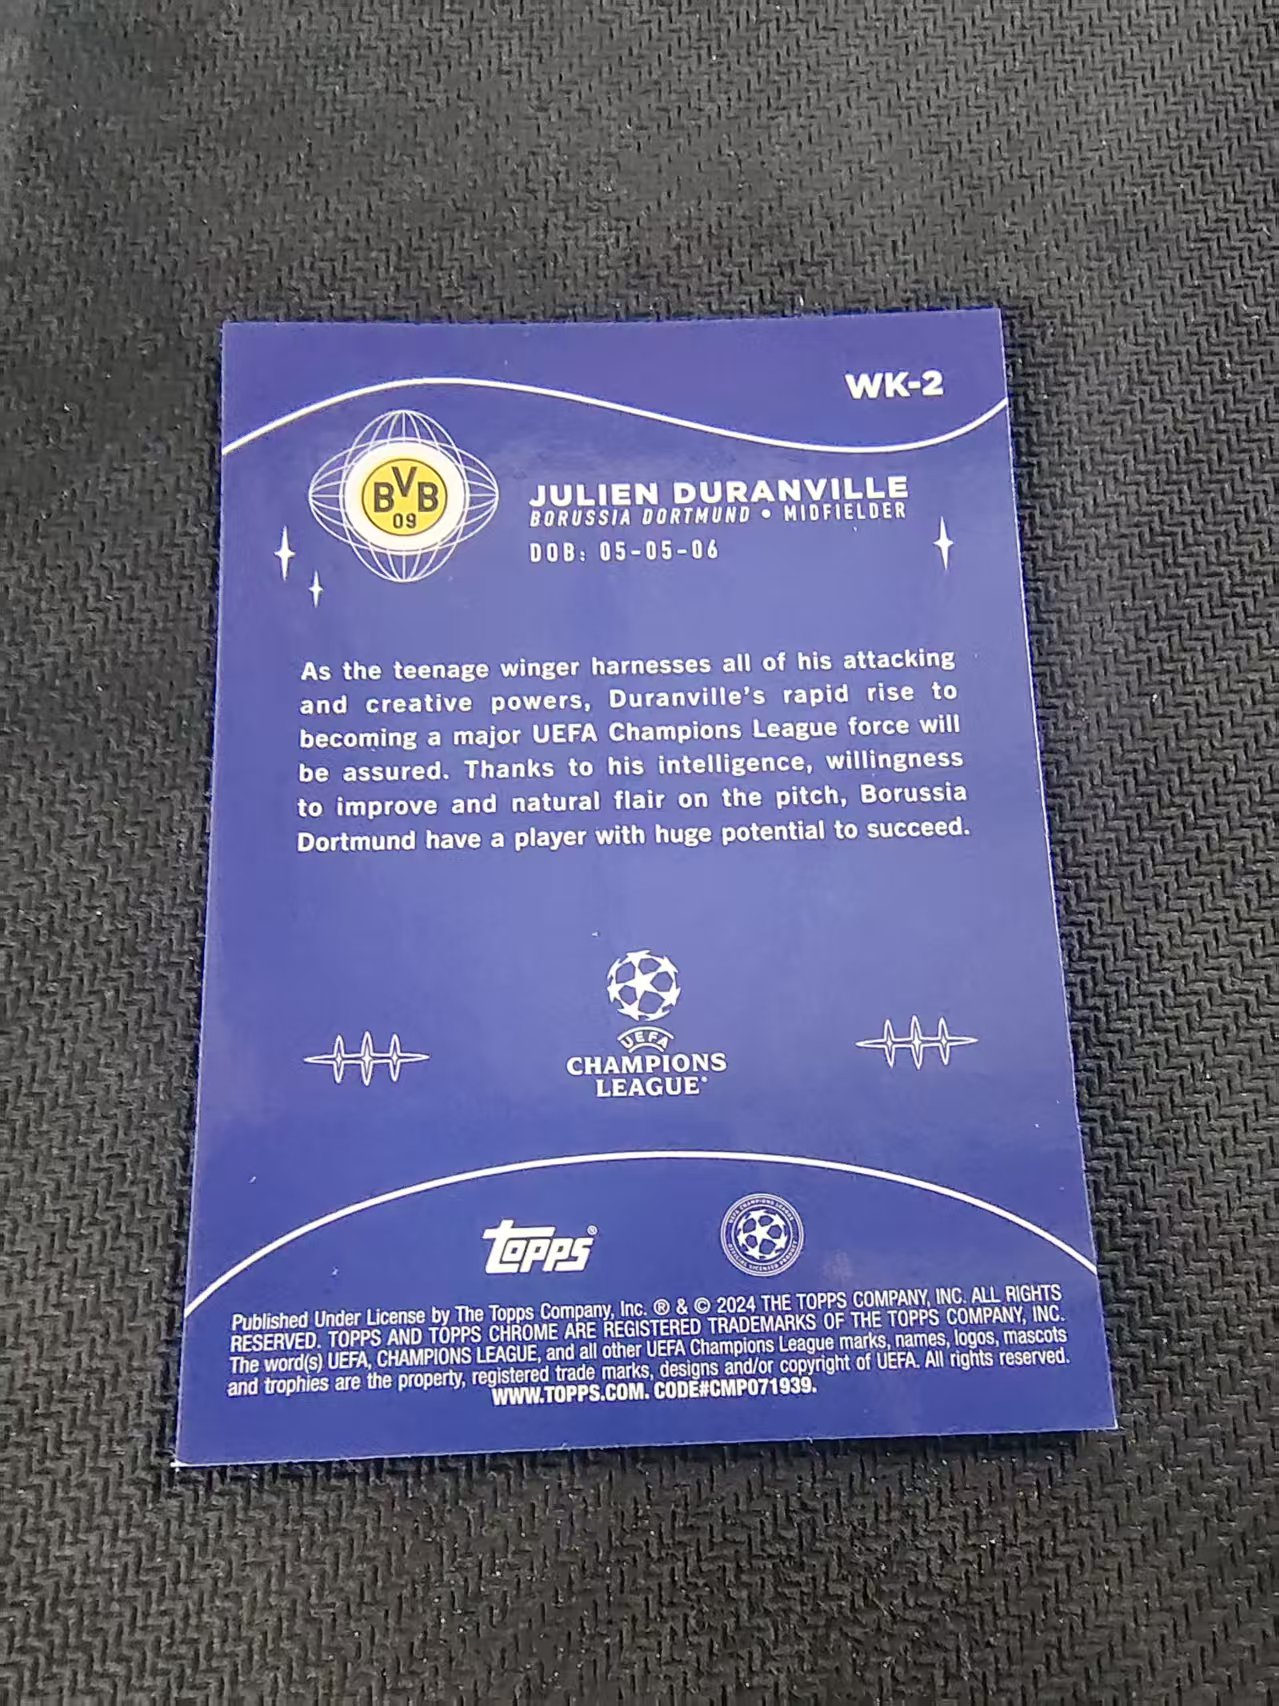 WK-2
BVB
09
JULIEN DURANVILLE
BORUSSIA DORTMUND • MIDFIELDER
DOB: 05-05-06
As the teenage winger harnesses all of his attacking
and creative powers, Duranville's rapid rise to
becoming a major UEFA Champions League force will
be assured. Thanks to his intelligence, willingness
to improve and natural flair on the pitch, Borussia
Dortmund have a player with huge potential to succeed.
UEFA
CHAMPIONS
LEAGUE®
Topps®
Published Under License by The Topps Company, Inc. ® & © 2024 THE TOPPS COMPANY, INC. ALL RIGHTS
RESERVED. TOPPS AND TOPPS CHROME ARE REGISTERED TRADEMARKS OF THE TOPPS COMPANY, INC.
The word(s) UEFA, CHAMPIONS LEAGUE, and all other UEFA Champions League marks, names, logos, mascots
and trophies are the property, registered trade marks, designs and/or copyright of UEFA. All rights reserved.
WWW.TOPPS.COM. CODE#CMP071939.